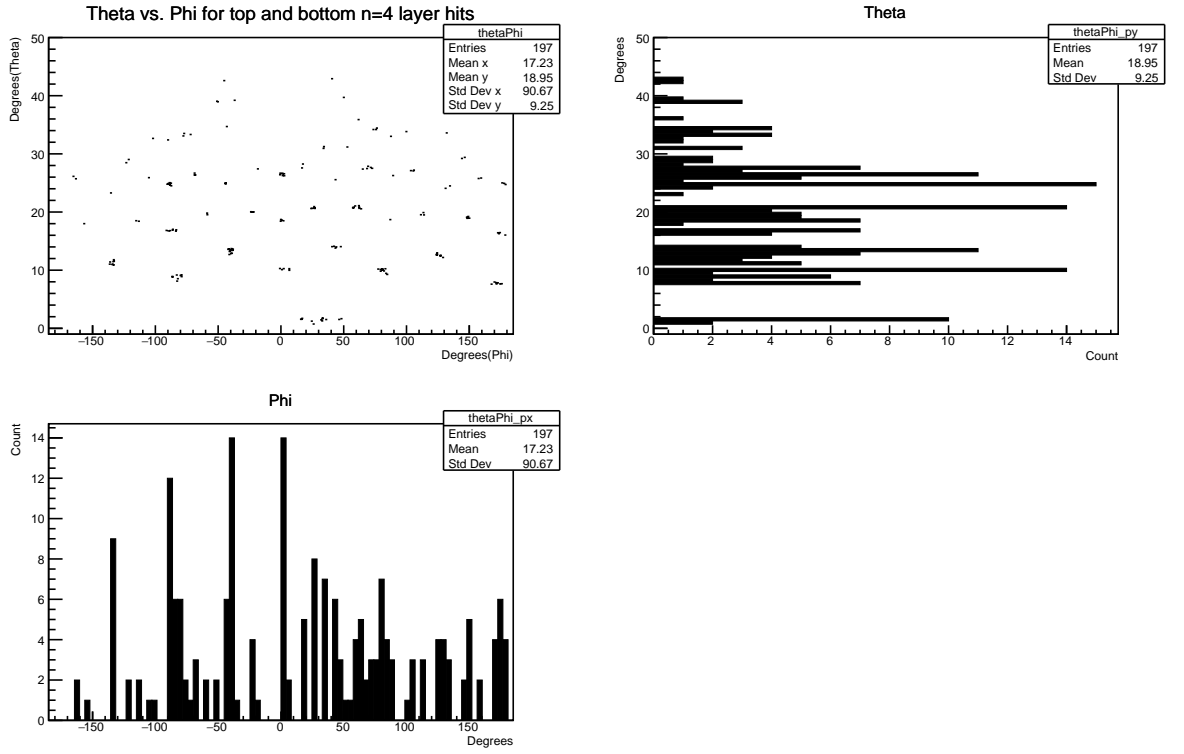 Theta vs. Phi for top and bottom n=4 layer hits
thetaPhi
Entries 197
Mean x 17.23
Mean y 18.95
Std Dev x 90.67
Std Dev y 9.25
Degrees(Theta)
50
40
30
20
10
0
−150 −100 −50 0 50 100 150
Degrees(Phi)
Theta
thetaPhi_py
Entries 197
Mean 18.95
Std Dev 9.25
Degrees
50
40
30
20
10
0
0 2 4 6 8 10 12 14
Count
Phi
thetaPhi_px
Entries 197
Mean 17.23
Std Dev 90.67
Count
14
12
10
8
6
4
2
0
−150 −100 −50 0 50 100 150
Degrees